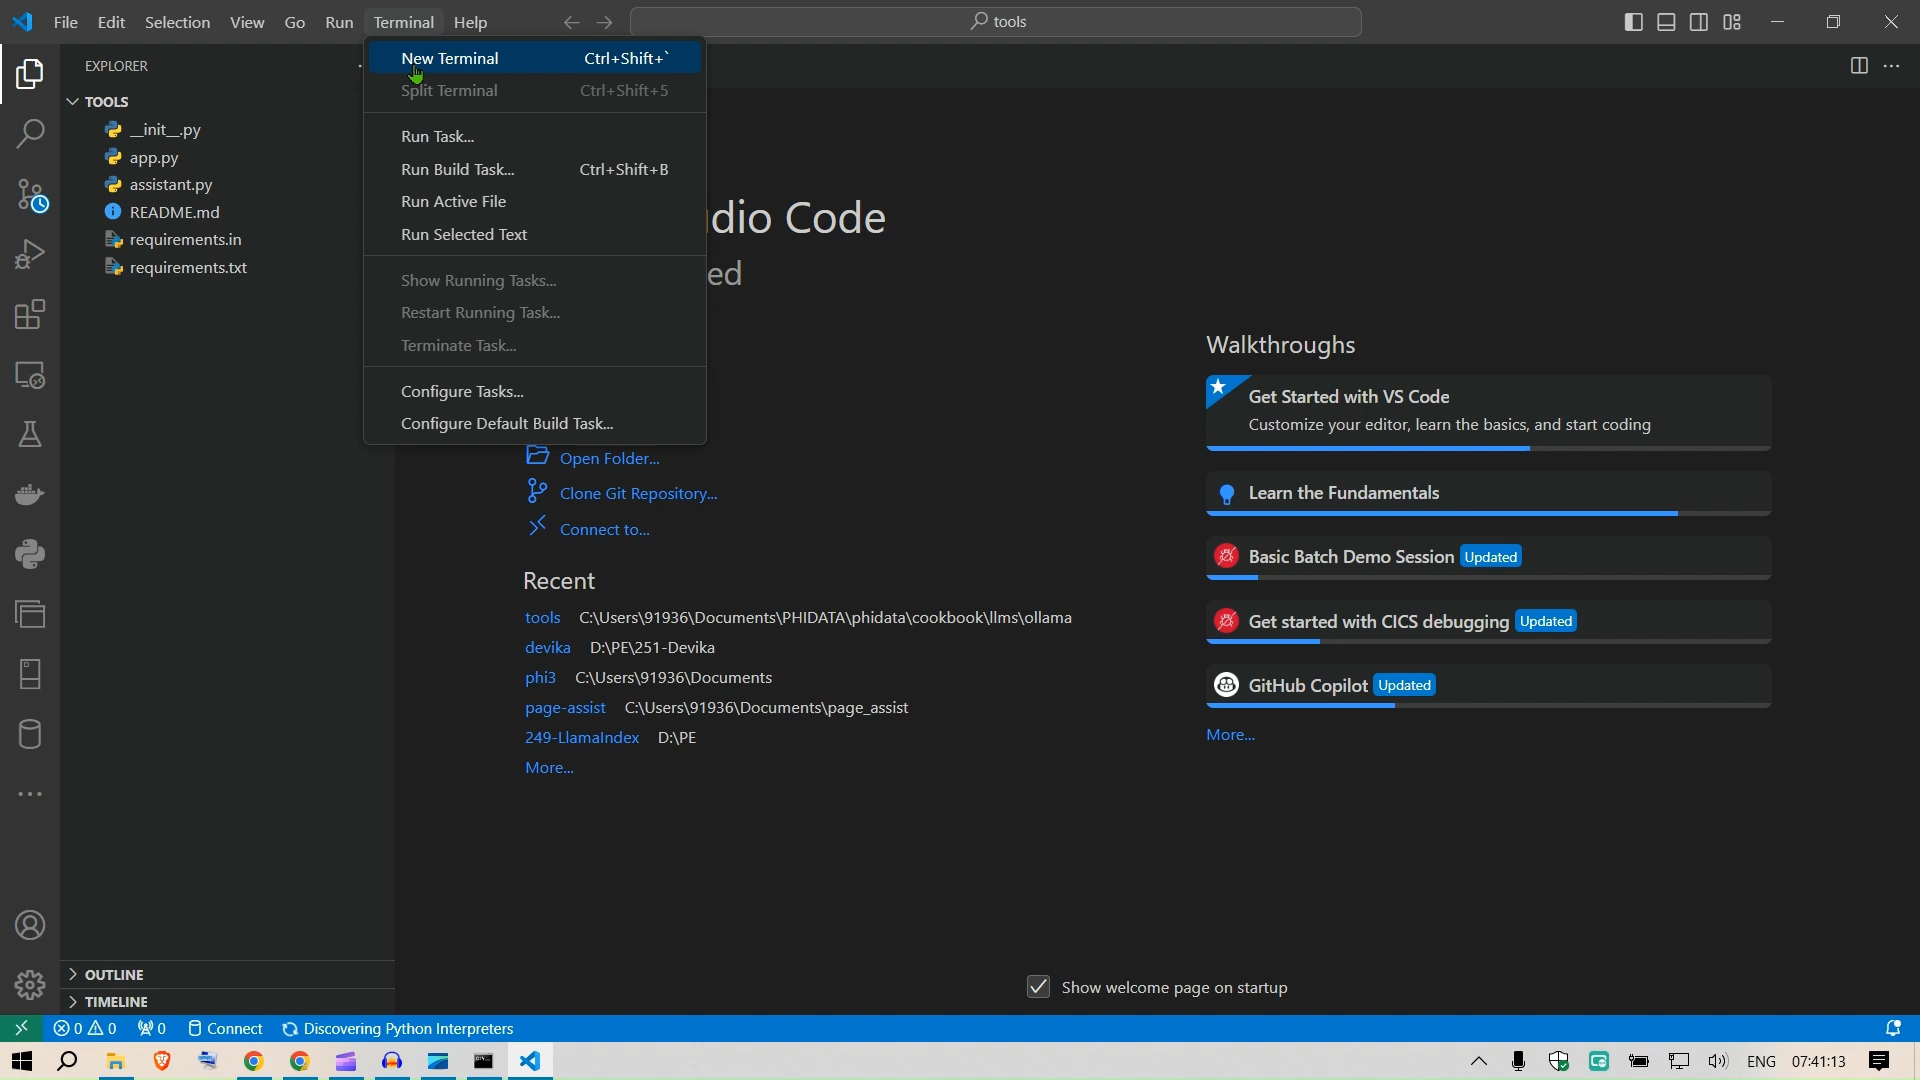 File Edit Selection View Go Run Terminal Help
tools
New Terminal Ctrl+Shift+`
Split Terminal Ctrl+Shift+5
Run Task...
Run Build Task... Ctrl+Shift+B
Run Active File
Run Selected Text
Show Running Tasks...
Restart Running Task...
Terminate Task...
Configure Tasks...
Configure Default Build Task...
EXPLORER
TOOLS
__init__.py
app.py
assistant.py
README.md
requirements.in
requirements.txt
OUTLINE
TIMELINE
dio Code
ed
Open Folder...
Clone Git Repository...
Connect to...
Recent
tools C:\Users\91936\Documents\PHIDATA\phidata\cookbook\llms\ollama
devika D:\PE\251-Devika
phi3 C:\Users\91936\Documents
page-assist C:\Users\91936\Documents\page_assist
249-LlamaIndex D:\PE
More...
Walkthroughs
Get Started with VS Code
Customize your editor, learn the basics, and start coding
Learn the Fundamentals
Basic Batch Demo Session Updated
Get started with CICS debugging Updated
GitHub Copilot Updated
More...
Show welcome page on startup
0 0 0 Connect Discovering Python Interpreters
ENG 07:41:13